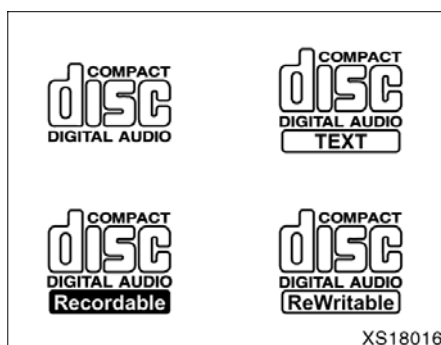 COMPACT
disc
DIGITAL AUDIO
COMPACT
disc
DIGITAL AUDIO
TEXT
COMPACT
disc
DIGITAL AUDIO
Recordable
COMPACT
disc
DIGITAL AUDIO
ReWritable
XS18016